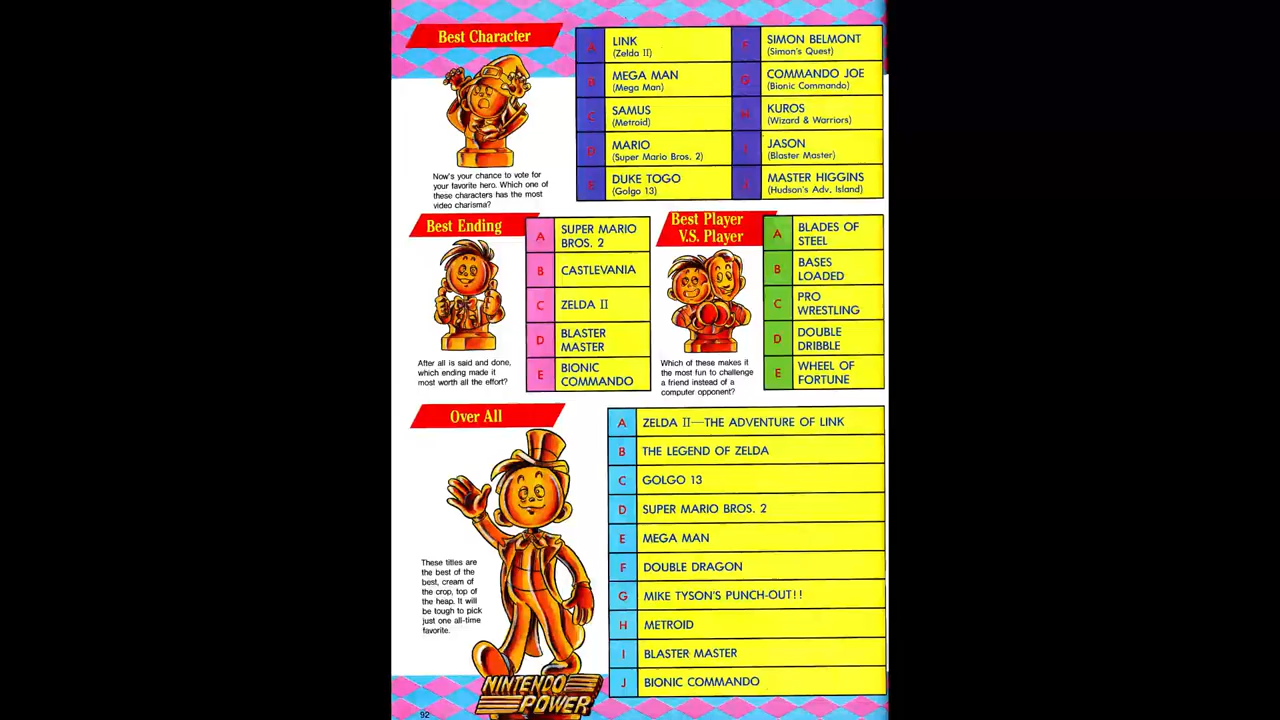 Best Character
A LINK
(Zelda II)
B MEGA MAN
(Mega Man)
C SAMUS
(Metroid)
D MARIO
(Super Mario Bros. 2)
E DUKE TOGO
(Golgo 13)
F SIMON BELMONT
(Simon's Quest)
G COMMANDO JOE
(Bionic Commando)
H KUROS
(Wizard & Warriors)
I JASON
(Blaster Master)
J MASTER HIGGINS
(Hudson's Adv. Island)
Now's your chance to vote for
your favorite hero. Which one of
these characters has the most
video charisma?
Best Ending
A SUPER MARIO
BROS. 2
B CASTLEVANIA
C ZELDA II
D BLASTER
MASTER
E BIONIC
COMMANDO
After all is said and done,
which ending made it
most worth all the effort?
Best Player
V.S. Player
A BLADES OF
STEEL
B BASES
LOADED
C PRO
WRESTLING
D DOUBLE
DRIBBLE
E WHEEL OF
FORTUNE
Which of these makes it
the most fun to challenge
a friend instead of a
computer opponent?
Over All
A ZELDA II—THE ADVENTURE OF LINK
B THE LEGEND OF ZELDA
C GOLGO 13
D SUPER MARIO BROS. 2
E MEGA MAN
F DOUBLE DRAGON
G MIKE TYSON'S PUNCH-OUT!!
H METROID
I BLASTER MASTER
J BIONIC COMMANDO
These titles are
the best of the
best, cream of
the crop, top of
the heap. It will
be tough to pick
just one all-time
favorite.
NINTENDO
POWER
92